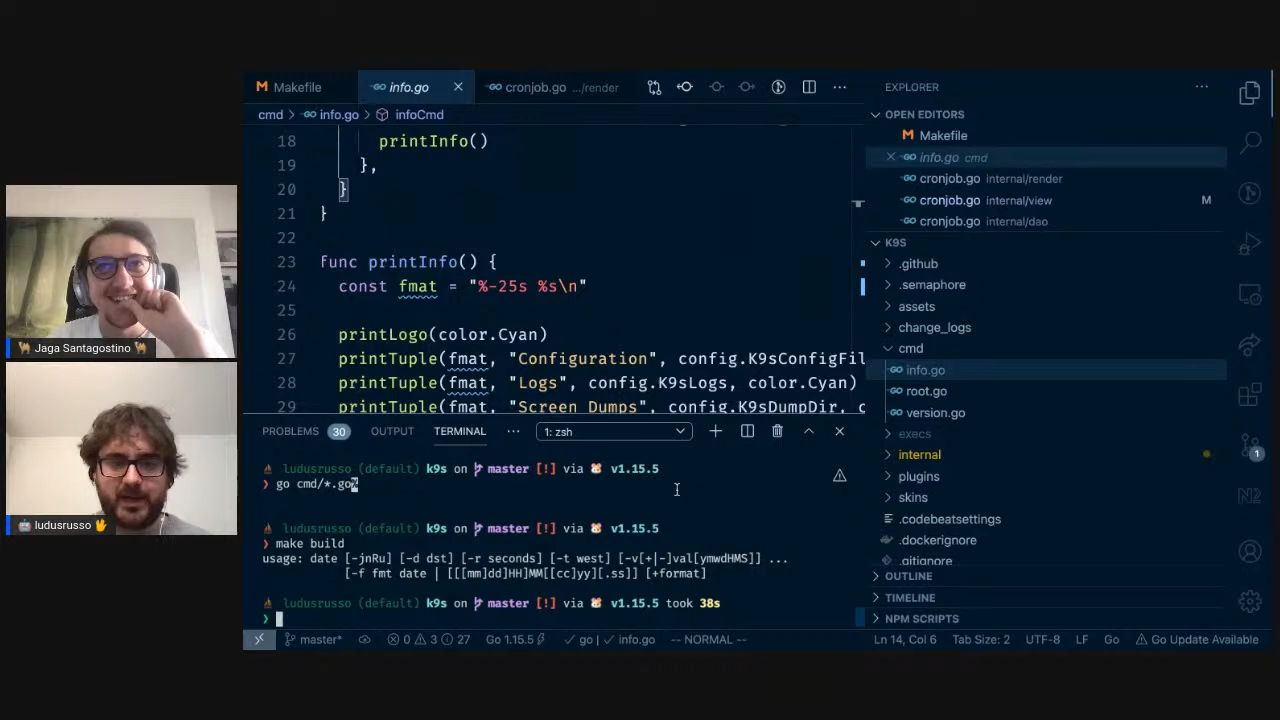 Makefile
info.go
cronjob.go .../render
cmd > info.go > infoCmd
18 printInfo()
19 },
20 }
21 }
22
23 func printInfo() {
24 const fmat = "%-25s %s\n"
25
26 printLogo(color.Cyan)
27 printTuple(fmat, "Configuration", config.K9sConfigFil
28 printTuple(fmat, "Logs", config.K9sLogs, color.Cyan)
29 printTuple(fmat, "Screen Dumps", config.K9sDumpDir, c
PROBLEMS 30 OUTPUT TERMINAL ... 1: zsh
ludusrusso (default) k9s on master [!] via v1.15.5
❯ go cmd/*.go
ludusrusso (default) k9s on master [!] via v1.15.5
❯ make build
usage: date [-jnRu] [-d dst] [-r seconds] [-t west] [-v[+|-]val[ymwdHMS]] ...
[-f fmt date | [[[mm]dd]HH]MM[[cc]yy][.ss]] [+format]
ludusrusso (default) k9s on master [!] via v1.15.5 took 38s
❯
EXPLORER ...
OPEN EDITORS
Makefile
info.go cmd
cronjob.go internal/render
cronjob.go internal/view M
cronjob.go internal/dao
K9S
.github
.semaphore
assets
change_logs
cmd
info.go
root.go
version.go
execs
internal
plugins
skins
.codebeatsettings
.dockerignore
.gitignore
OUTLINE
TIMELINE
NPM SCRIPTS
1
master* 0 3 27 Go 1.15.5 go | info.go -- NORMAL -- Ln 14, Col 6 Tab Size: 2 UTF-8 LF Go Go Update Available
🐪 Jaga Santagostino 🐪
🤖 ludusrusso 🖖